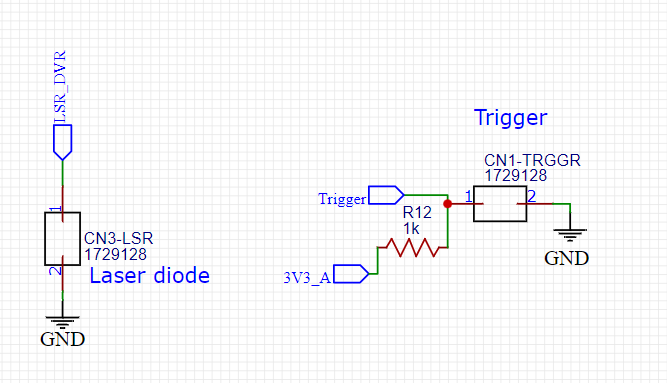 LSR_DVR
1
CN3-LSR
1729128
2
Laser diode
GND
Trigger
CN1-TRGGR
1729128
Trigger
1
2
R12
1k
3V3_A
GND